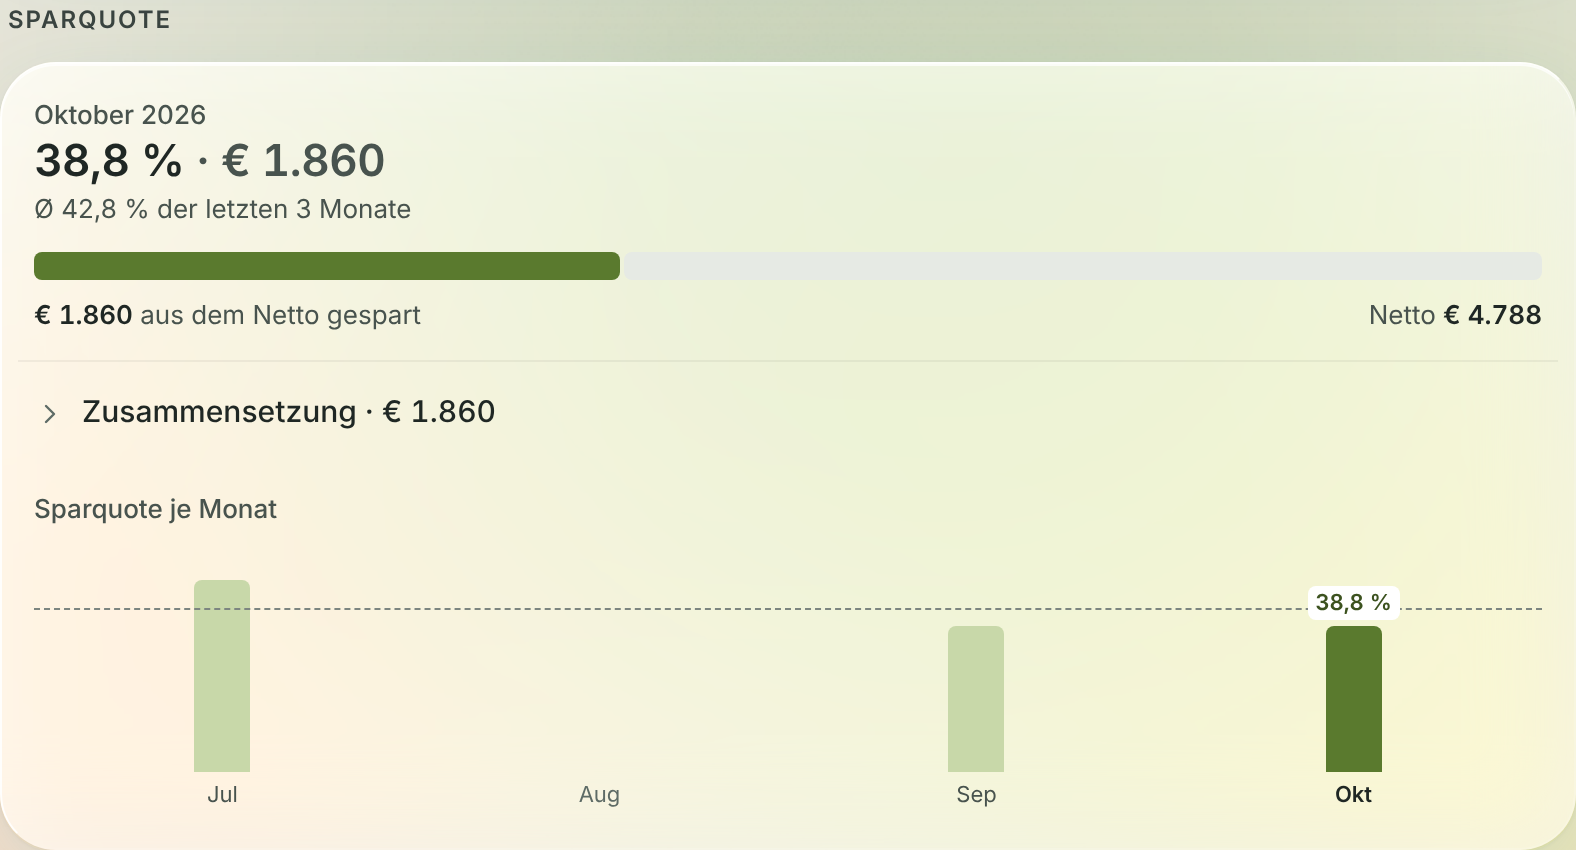 SPARQUOTE
Oktober 2026
38,8 % · € 1.860
Ø 42,8 % der letzten 3 Monate
€ 1.860 aus dem Netto gespart
Netto € 4.788
Zusammensetzung · € 1.860
Sparquote je Monat
38,8 %
Jul
Aug
Sep
Okt